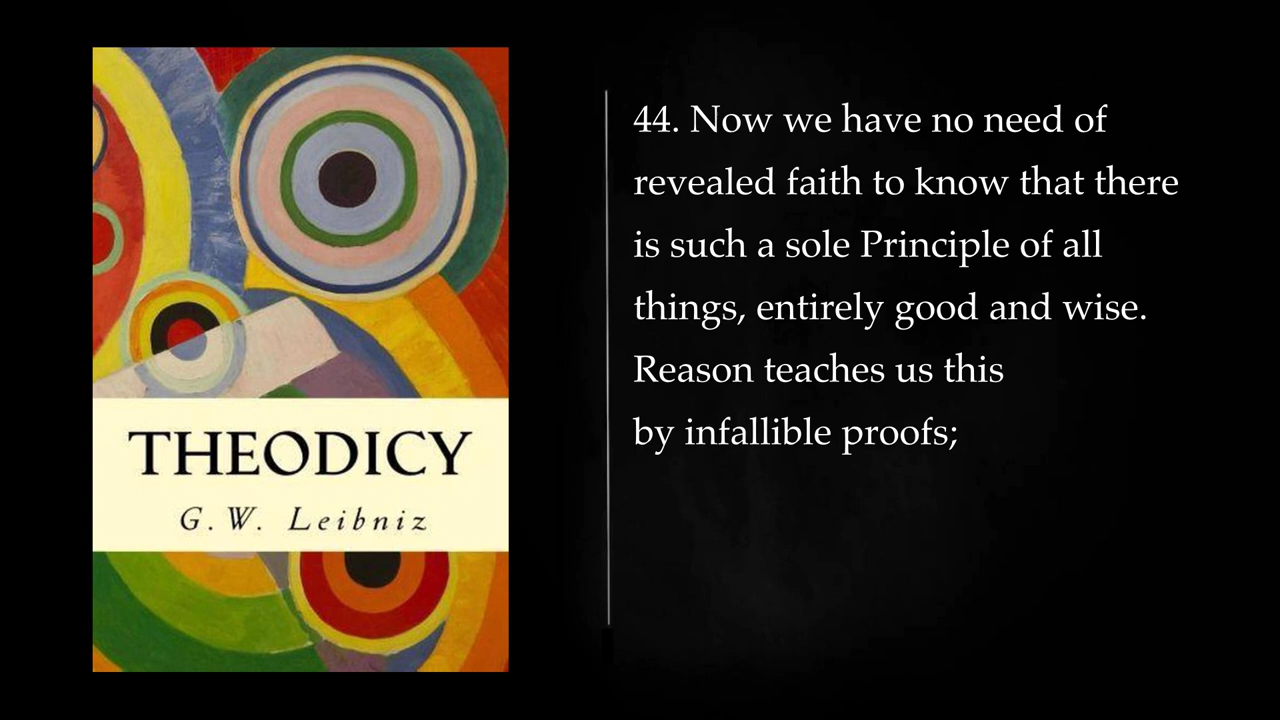 THEODICY
G. W. Leibniz
44. Now we have no need of
revealed faith to know that there
is such a sole Principle of all
things, entirely good and wise.
Reason teaches us this
by infallible proofs;